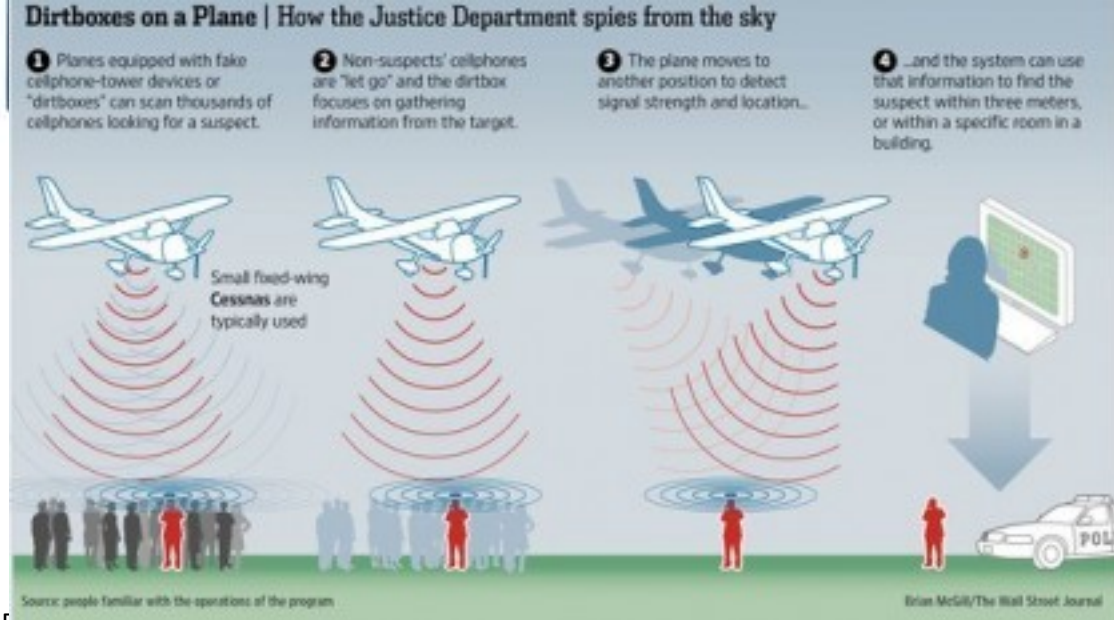 Dirtboxes on a Plane | How the Justice Department spies from the sky
1 Planes equipped with fake
cellphone-tower devices or
"dirtboxes" can scan thousands of
cellphones looking for a suspect.
2 Non-suspects' cellphones
are "let go" and the dirtbox
focuses on gathering
information from the target.
3 The plane moves to
another position to detect
signal strength and location...
4 ...and the system can use
that information to find the
suspect within three meters,
or within a specific room in a
building.
Small fixed-wing
Cessnas are
typically used
POL
Source: people familiar with the operations of the program
Brian McGill/The Wall Street Journal